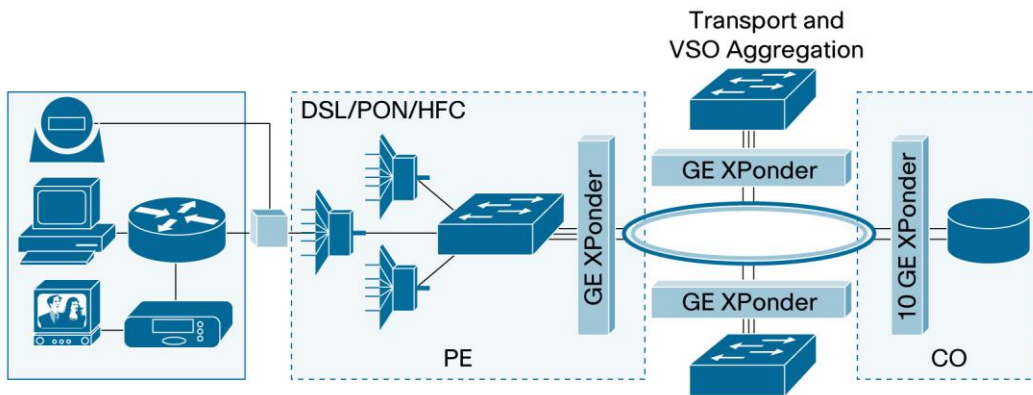 Transport and
VSO Aggregation
DSL/PON/HFC
GE XPonder
GE XPonder
GE XPonder
10 GE XPonder
PE
CO